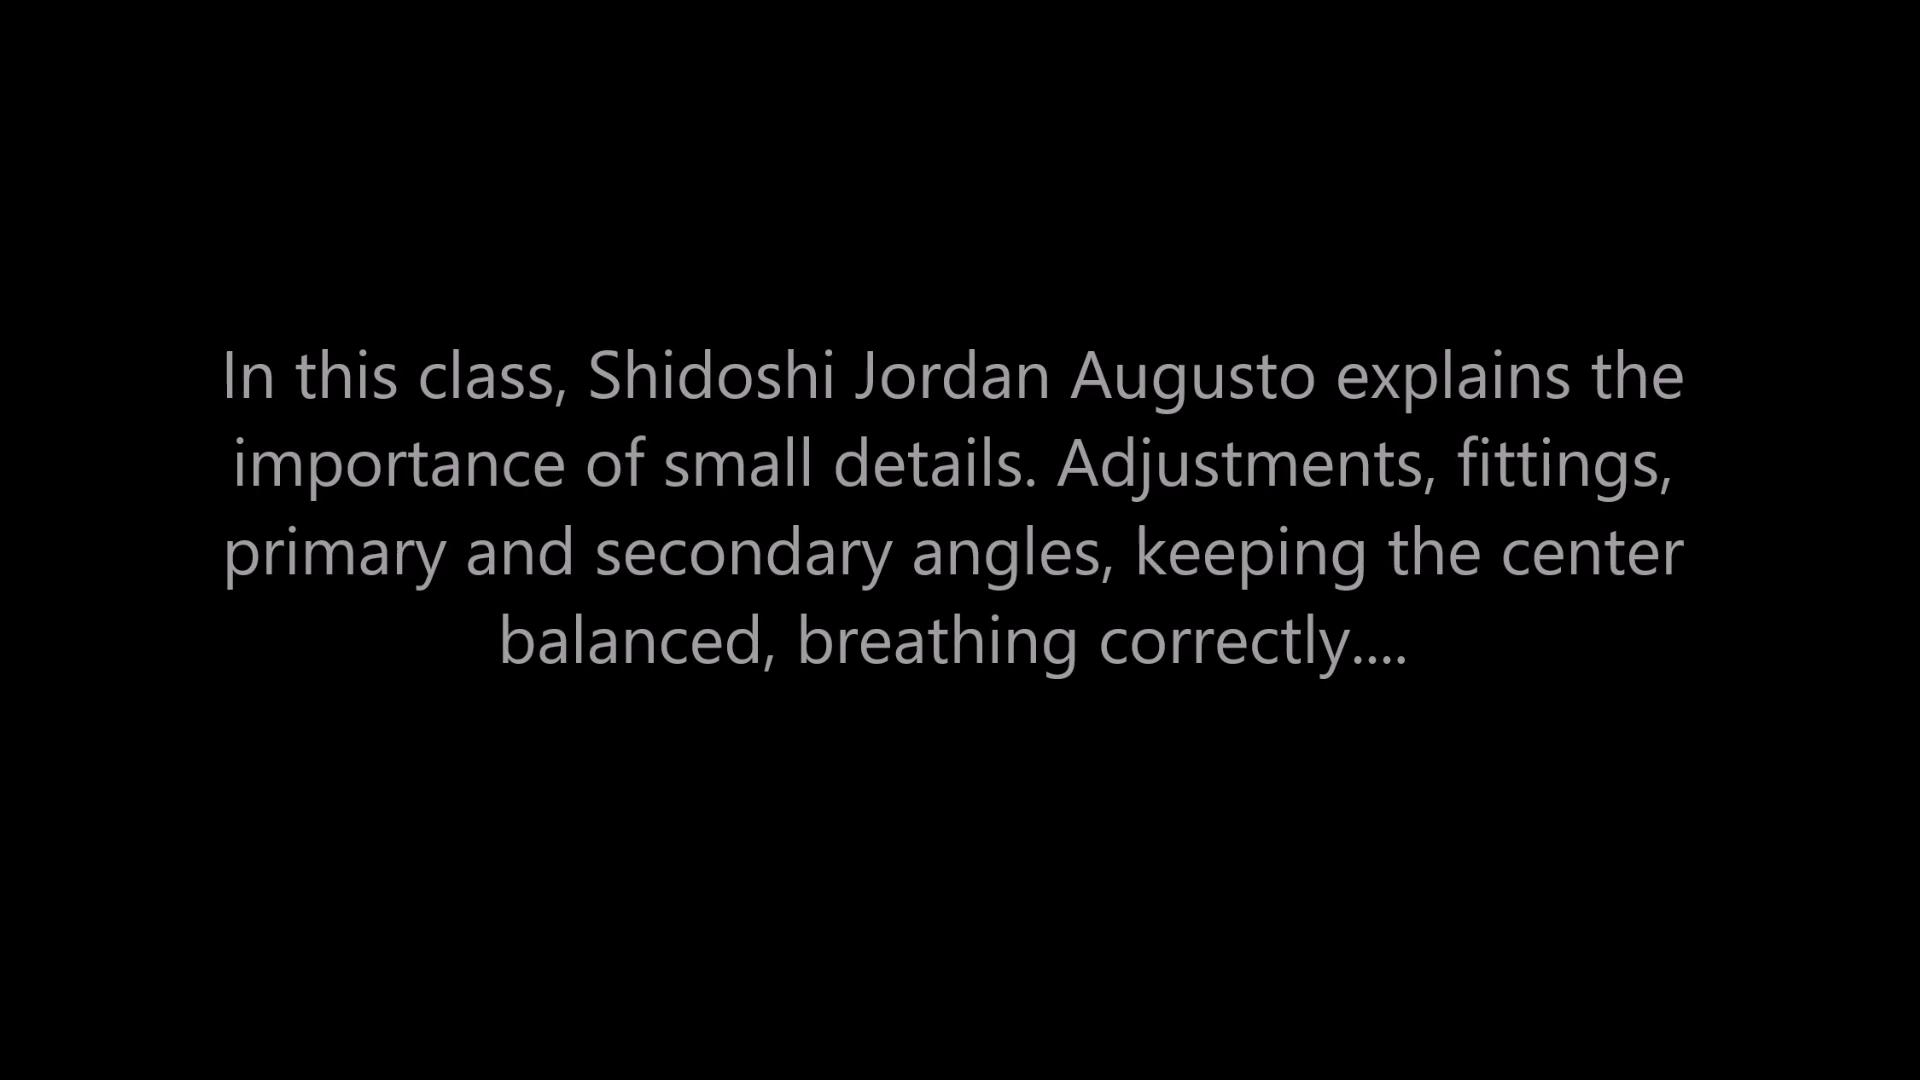 In this class, Shidoshi Jordan Augusto explains the
importance of small details. Adjustments, fittings,
primary and secondary angles, keeping the center
balanced, breathing correctly....